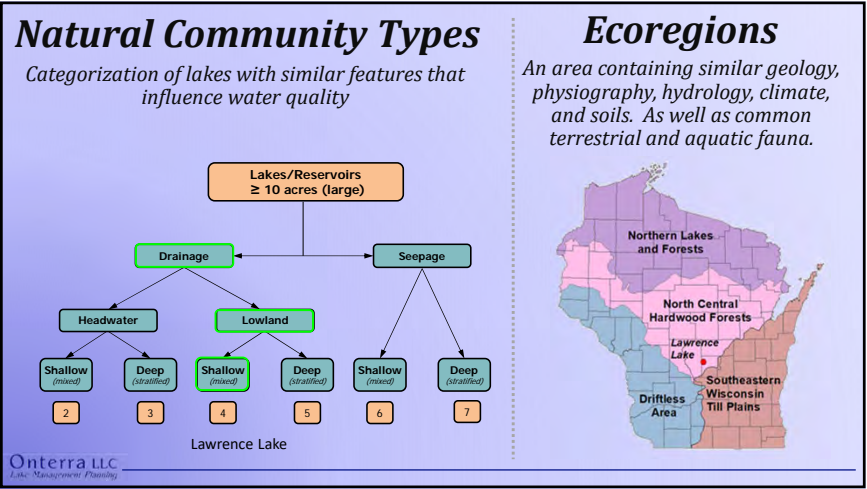 Natural Community Types
Categorization of lakes with similar features that
influence water quality
Lakes/Reservoirs
≥ 10 acres (large)
Drainage
Seepage
Headwater
Lowland
Shallow
(mixed)
Deep
(stratified)
Shallow
(mixed)
Deep
(stratified)
Shallow
(mixed)
Deep
(stratified)
2
3
4
5
6
7
Lawrence Lake
Onterra LLC
Lake Management Planning
Ecoregions
An area containing similar geology,
physiography, hydrology, climate,
and soils. As well as common
terrestrial and aquatic fauna.
Northern Lakes
and Forests
North Central
Hardwood Forests
Lawrence
Lake
Driftless
Area
Southeastern
Wisconsin
Till Plains